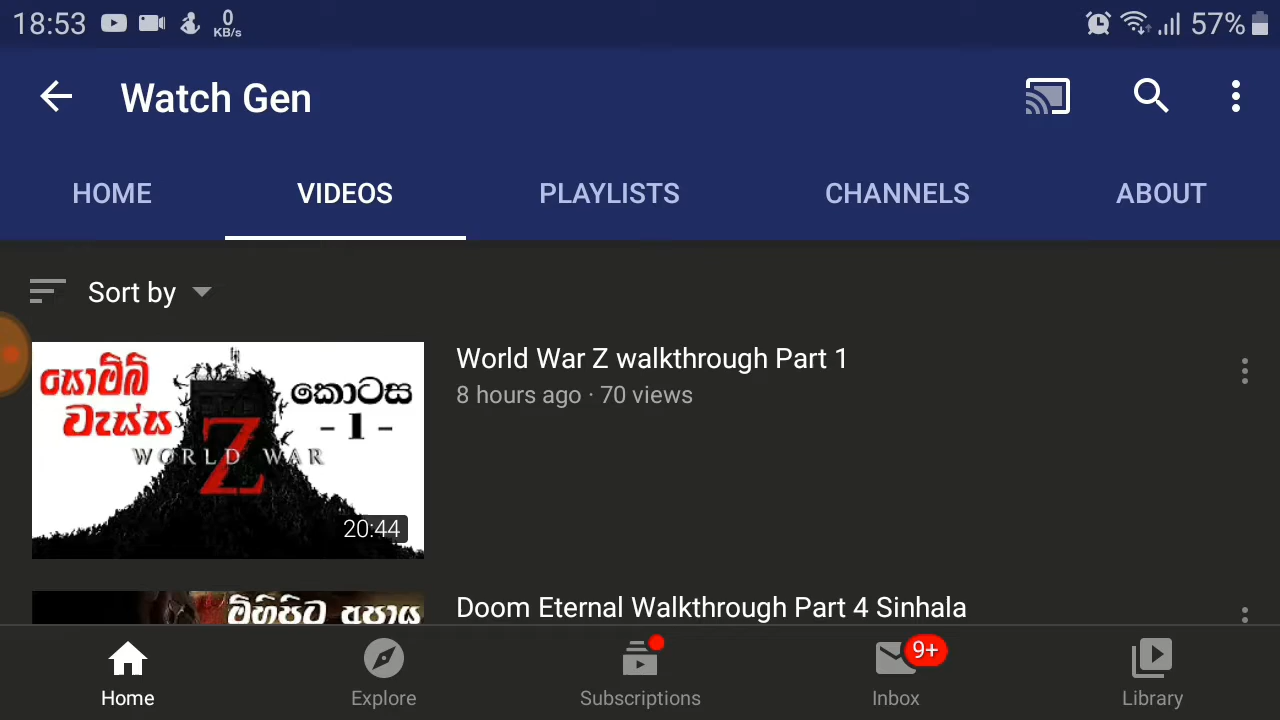 18:53
0
KB/s
57%
Watch Gen
HOME
VIDEOS
PLAYLISTS
CHANNELS
ABOUT
Sort by
සොම්බි
වැස්ස
කොටස
- 1 -
Z
WORLD WAR
20:44
World War Z walkthrough Part 1
8 hours ago · 70 views
මිහිපිට අපාය
Doom Eternal Walkthrough Part 4 Sinhala
Home
Explore
Subscriptions
9+
Inbox
Library